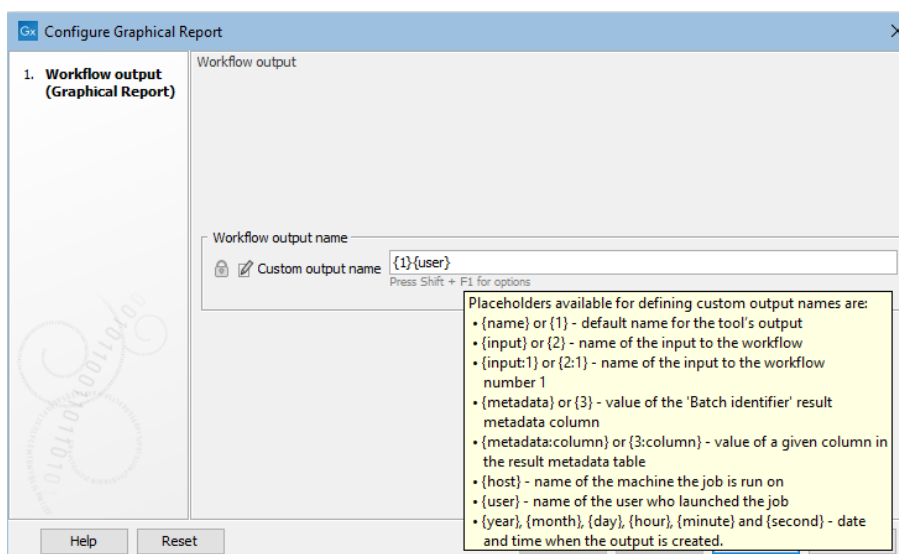 Gx Configure Graphical Report
1. Workflow output
(Graphical Report)
Workflow output
Workflow output name
Custom output name {1}{user}
Press Shift + F1 for options
Placeholders available for defining custom output names are:
• {name} or {1} - default name for the tool's output
• {input} or {2} - name of the input to the workflow
• {input:1} or {2:1} - name of the input to the workflow
number 1
• {metadata} or {3} - value of the 'Batch identifier' result
metadata column
• {metadata:column} or {3:column} - value of a given column in
the result metadata table
• {host} - name of the machine the job is run on
• {user} - name of the user who launched the job
• {year}, {month}, {day}, {hour}, {minute} and {second} - date
and time when the output is created.
Help Reset